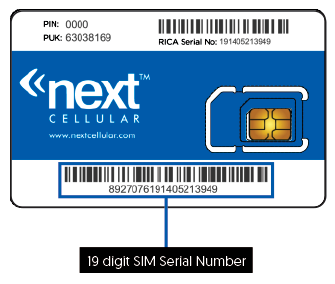 PIN: 0000
PUK: 63038169
RICA Serial No: 191405213949
next™
CELLULAR
www.nextcellular.com
8927076191405213949
19 digit SIM Serial Number